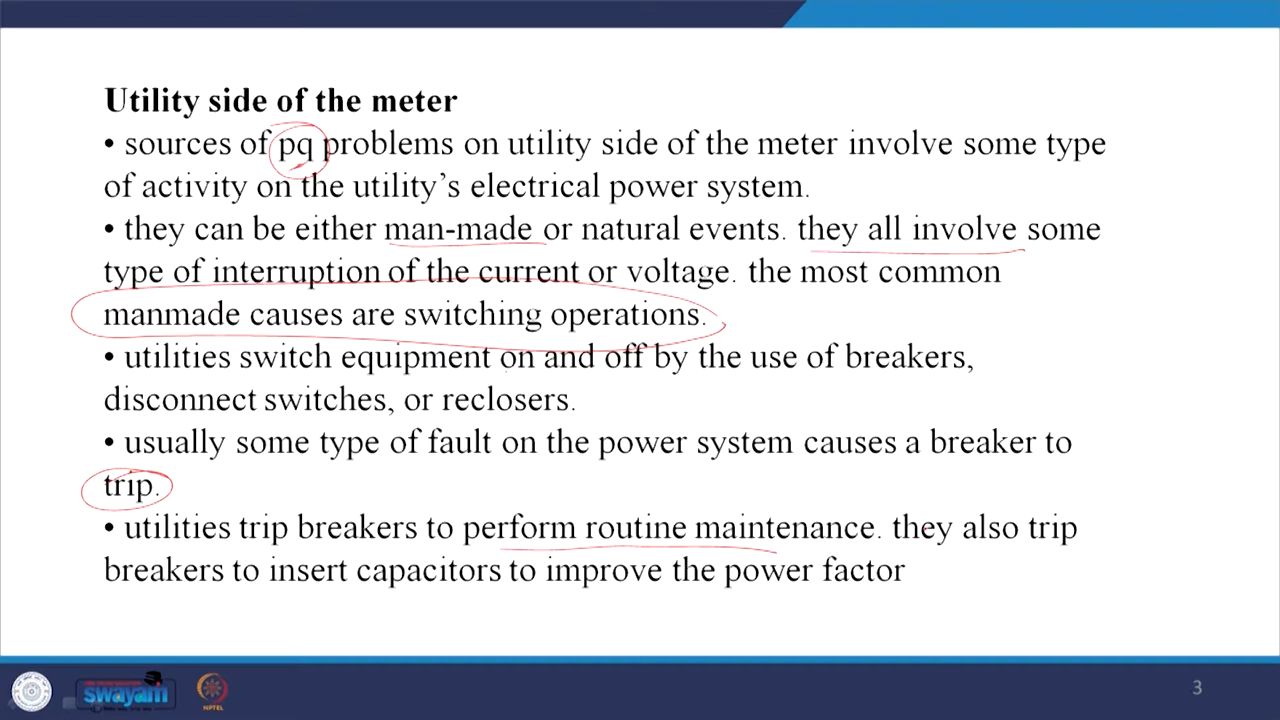 Utility side of the meter
• sources of pq problems on utility side of the meter involve some type
of activity on the utility’s electrical power system.
• they can be either man-made or natural events. they all involve some
type of interruption of the current or voltage. the most common
manmade causes are switching operations.
• utilities switch equipment on and off by the use of breakers,
disconnect switches, or reclosers.
• usually some type of fault on the power system causes a breaker to
trip.
• utilities trip breakers to perform routine maintenance. they also trip
breakers to insert capacitors to improve the power factor
swayam
NPTEL
3